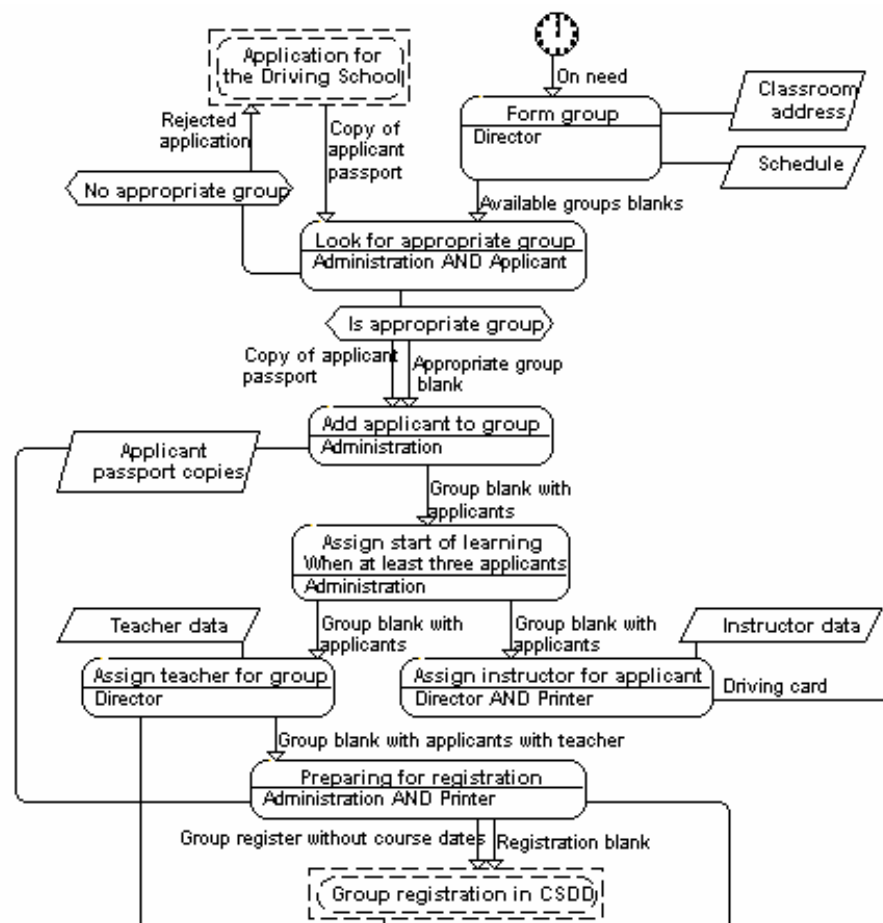 Application for
the Driving School
On need
Classroom
address
Form group
Director
Rejected
application
Copy of
applicant
passport
Schedule
No appropriate group
Available groups blanks
Look for appropriate group
Administration AND Applicant
Is appropriate group
Copy of applicant
passport
Appropriate group
blank
Add applicant to group
Administration
Applicant
passport copies
Group blank with
applicants
Assign start of learning
When at least three applicants
Administration
Teacher data
Group blank with
applicants
Group blank with
applicants
Instructor data
Assign teacher for group
Director
Assign instructor for applicant
Director AND Printer
Driving card
Group blank with applicants with teacher
Preparing for registration
Administration AND Printer
Group register without course dates
Registration blank
Group registration in CSDD